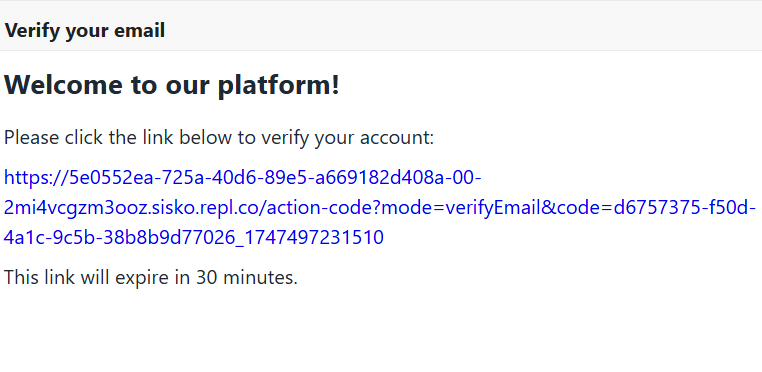 Verify your email
Welcome to our platform!
Please click the link below to verify your account:
https://5e0552ea-725a-40d6-89e5-a669182d408a-00-
2mi4vcgzm3ooz.sisko.repl.co/action-code?mode=verifyEmail&code=d6757375-f50d-
4a1c-9c5b-38b8b9d77026_1747497231510
This link will expire in 30 minutes.